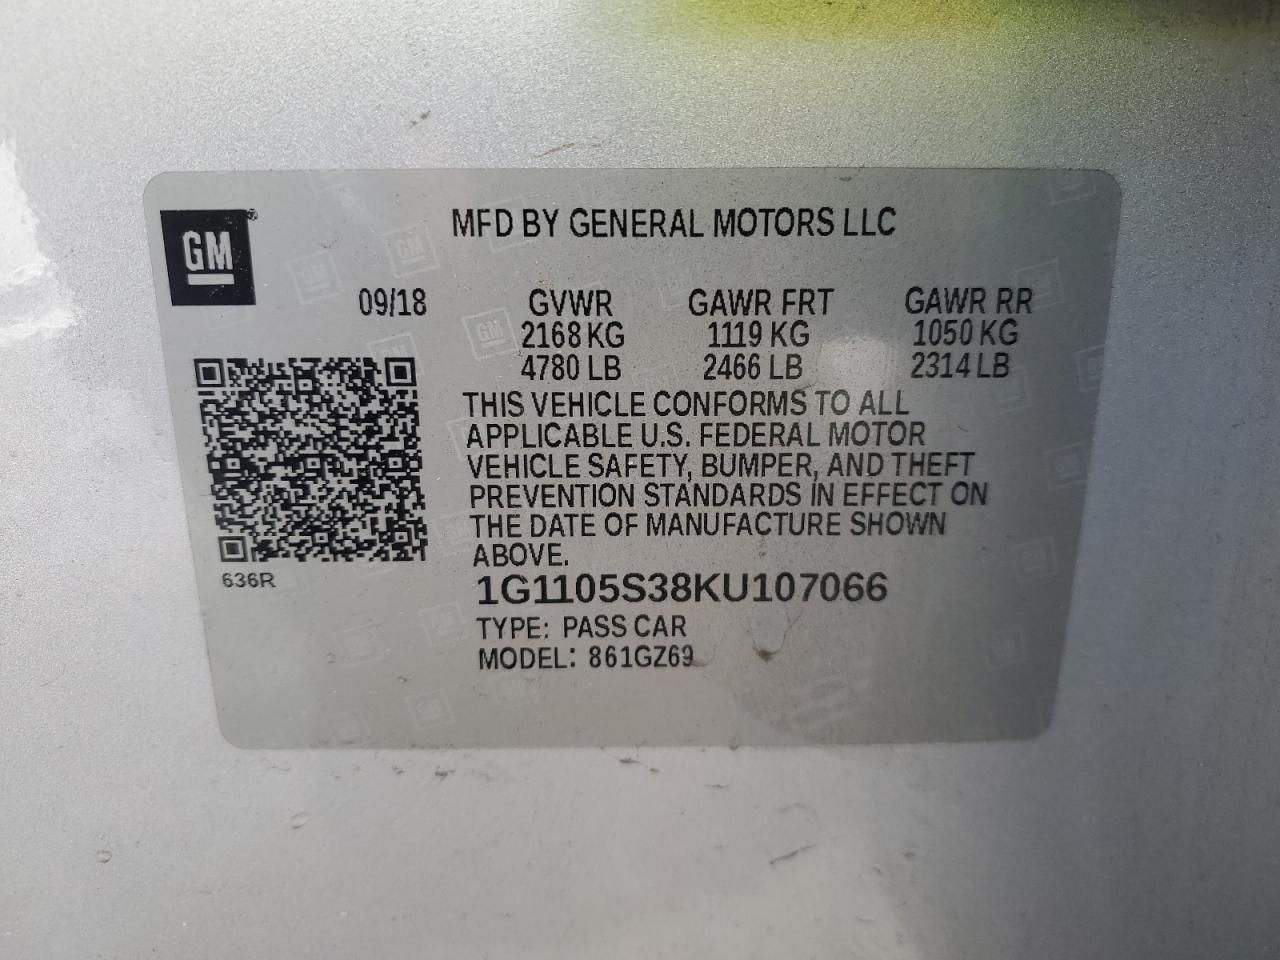 GM
MFD BY GENERAL MOTORS LLC
09/18 GVWR GAWR FRT GAWR RR
2168 KG 1119 KG 1050 KG
4780 LB 2466 LB 2314 LB
THIS VEHICLE CONFORMS TO ALL
APPLICABLE U.S. FEDERAL MOTOR
VEHICLE SAFETY, BUMPER, AND THEFT
PREVENTION STANDARDS IN EFFECT ON
THE DATE OF MANUFACTURE SHOWN
ABOVE.
636R
1G1105S38KU107066
TYPE: PASS CAR
MODEL: 861GZ69